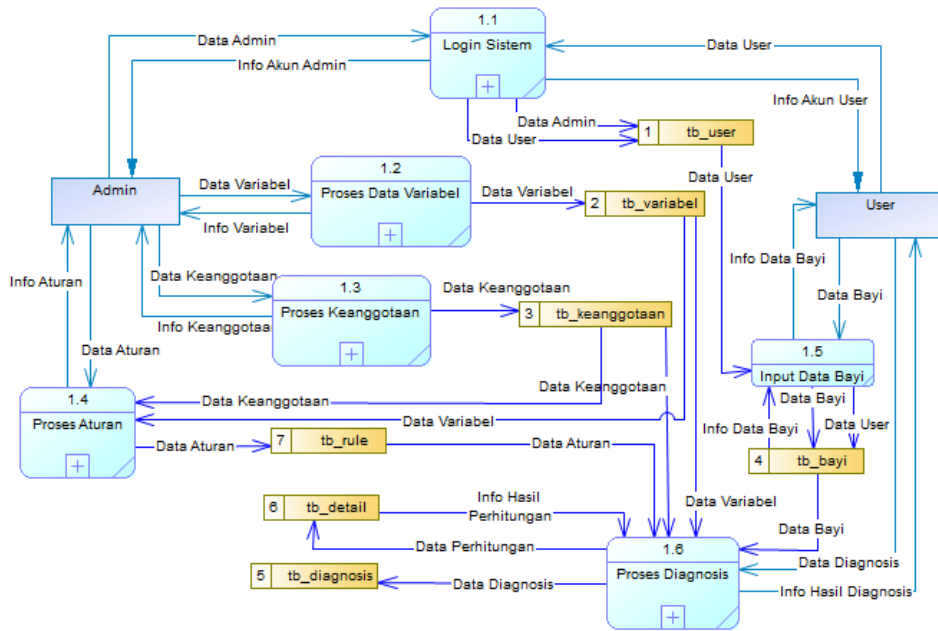 1.1
Login Sistem
Data Admin
Info Akun Admin
Data User
Info Akun User
Data Admin
Data User
1
tb_user
Data User
Admin
User
Data Variabel
Info Variabel
1.2
Proses Data Variabel
Data Variabel
2
tb_variabel
Info Aturan
Data Keanggotaan
Info Keanggotaan
1.3
Proses Keanggotaan
Data Keanggotaan
3
tb_keanggotaan
Info Data Bayi
Data Bayi
Data Aturan
1.4
Proses Aturan
Data Keanggotaan
Data Keanggotaan
Data Variabel
1.5
Input Data Bayi
Data Bayi
Data User
Info Data Bayi
4
tb_bayi
Data Aturan
7
tb_rule
Data Aturan
6
tb_detail
Info Hasil
Perhitungan
Data Variabel
Data Bayi
Data Perhitungan
1.6
Proses Diagnosis
Data Diagnosis
5
tb_diagnosis
Data Diagnosis
Info Hasil Diagnosis